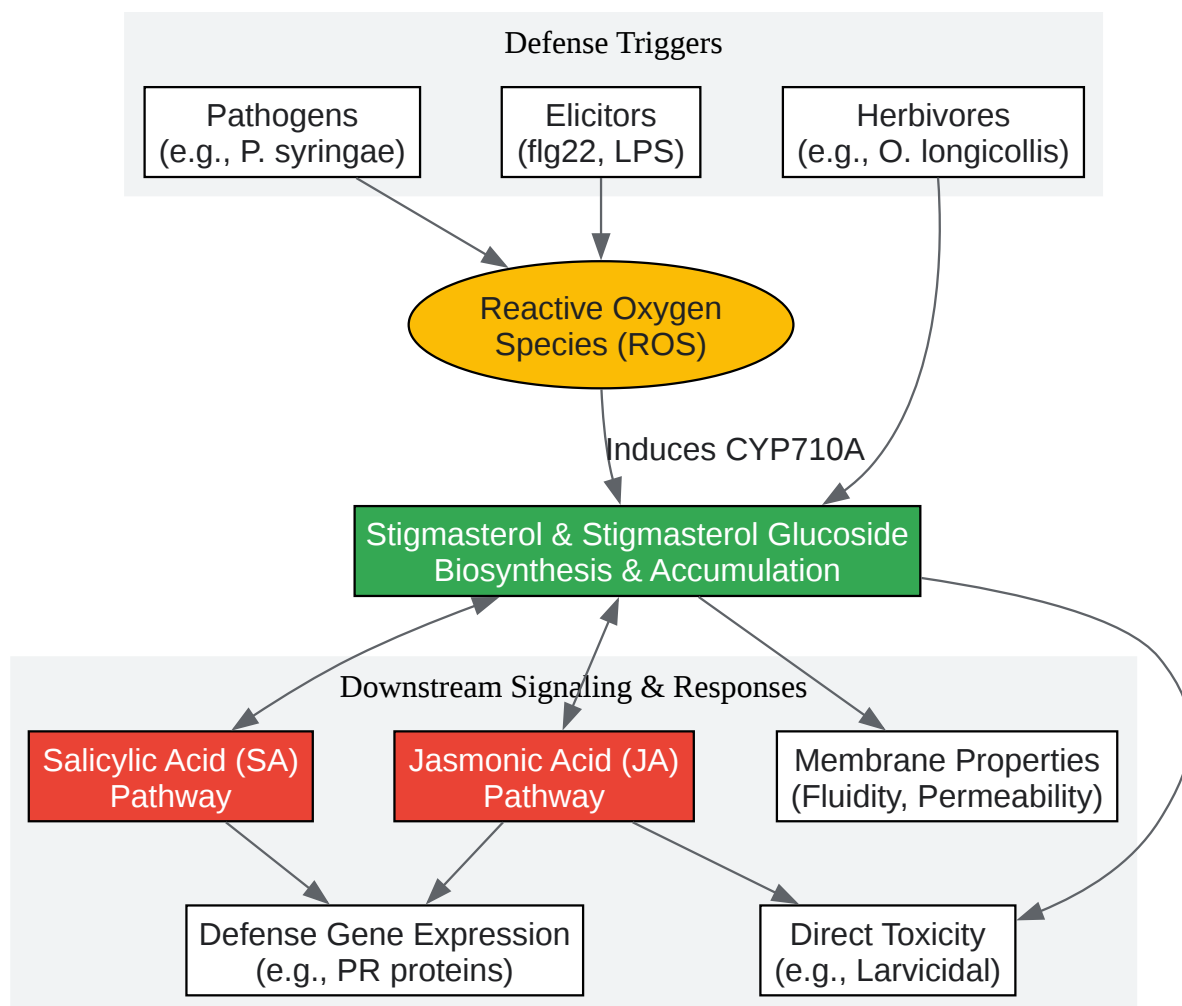 Defense Triggers
Pathogens
(e.g., P. syringae)
Elicitors
(flg22, LPS)
Herbivores
(e.g., O. longicollis)
Reactive Oxygen
Species (ROS)
Induces CYP710A
Stigmasterol & Stigmasterol Glucoside
Biosynthesis & Accumulation
Downstream Signaling & Responses
Salicylic Acid (SA)
Pathway
Jasmonic Acid (JA)
Pathway
Membrane Properties
(Fluidity, Permeability)
Defense Gene Expression
(e.g., PR proteins)
Direct Toxicity
(e.g., Larvicidal)